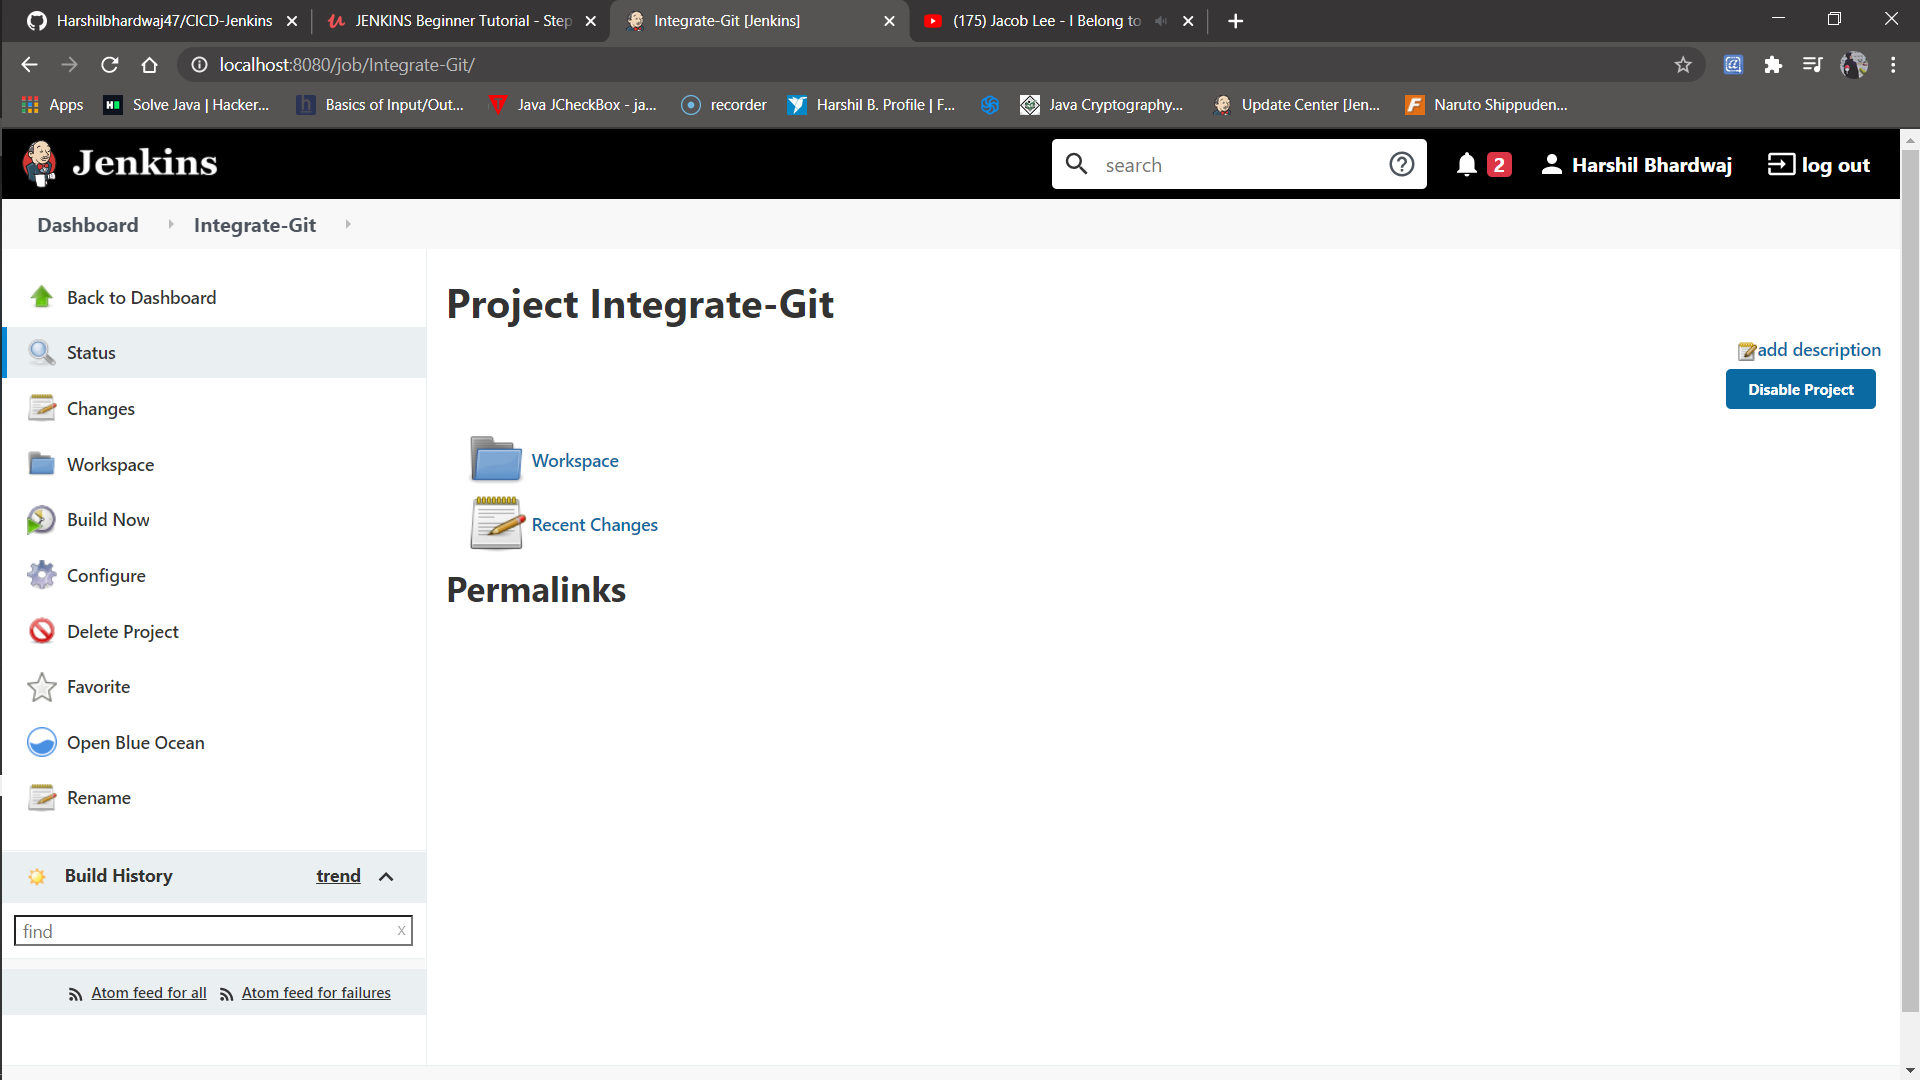 Harshilbhardwaj47/CICD-Jenkins
JENKINS Beginner Tutorial - Step
Integrate-Git [Jenkins]
(175) Jacob Lee - I Belong to
localhost:8080/job/Integrate-Git/
Apps
Solve Java | Hacker...
Basics of Input/Out...
Java JCheckBox - ja...
recorder
Harshil B. Profile | F...
Java Cryptography...
Update Center [Jen...
Naruto Shippuden...
Jenkins
search
2
Harshil Bhardwaj
log out
Dashboard
Integrate-Git
Back to Dashboard
Status
Changes
Workspace
Build Now
Configure
Delete Project
Favorite
Open Blue Ocean
Rename
Build History
trend
find
x
Atom feed for all
Atom feed for failures
Project Integrate-Git
add description
Disable Project
Workspace
Recent Changes
Permalinks